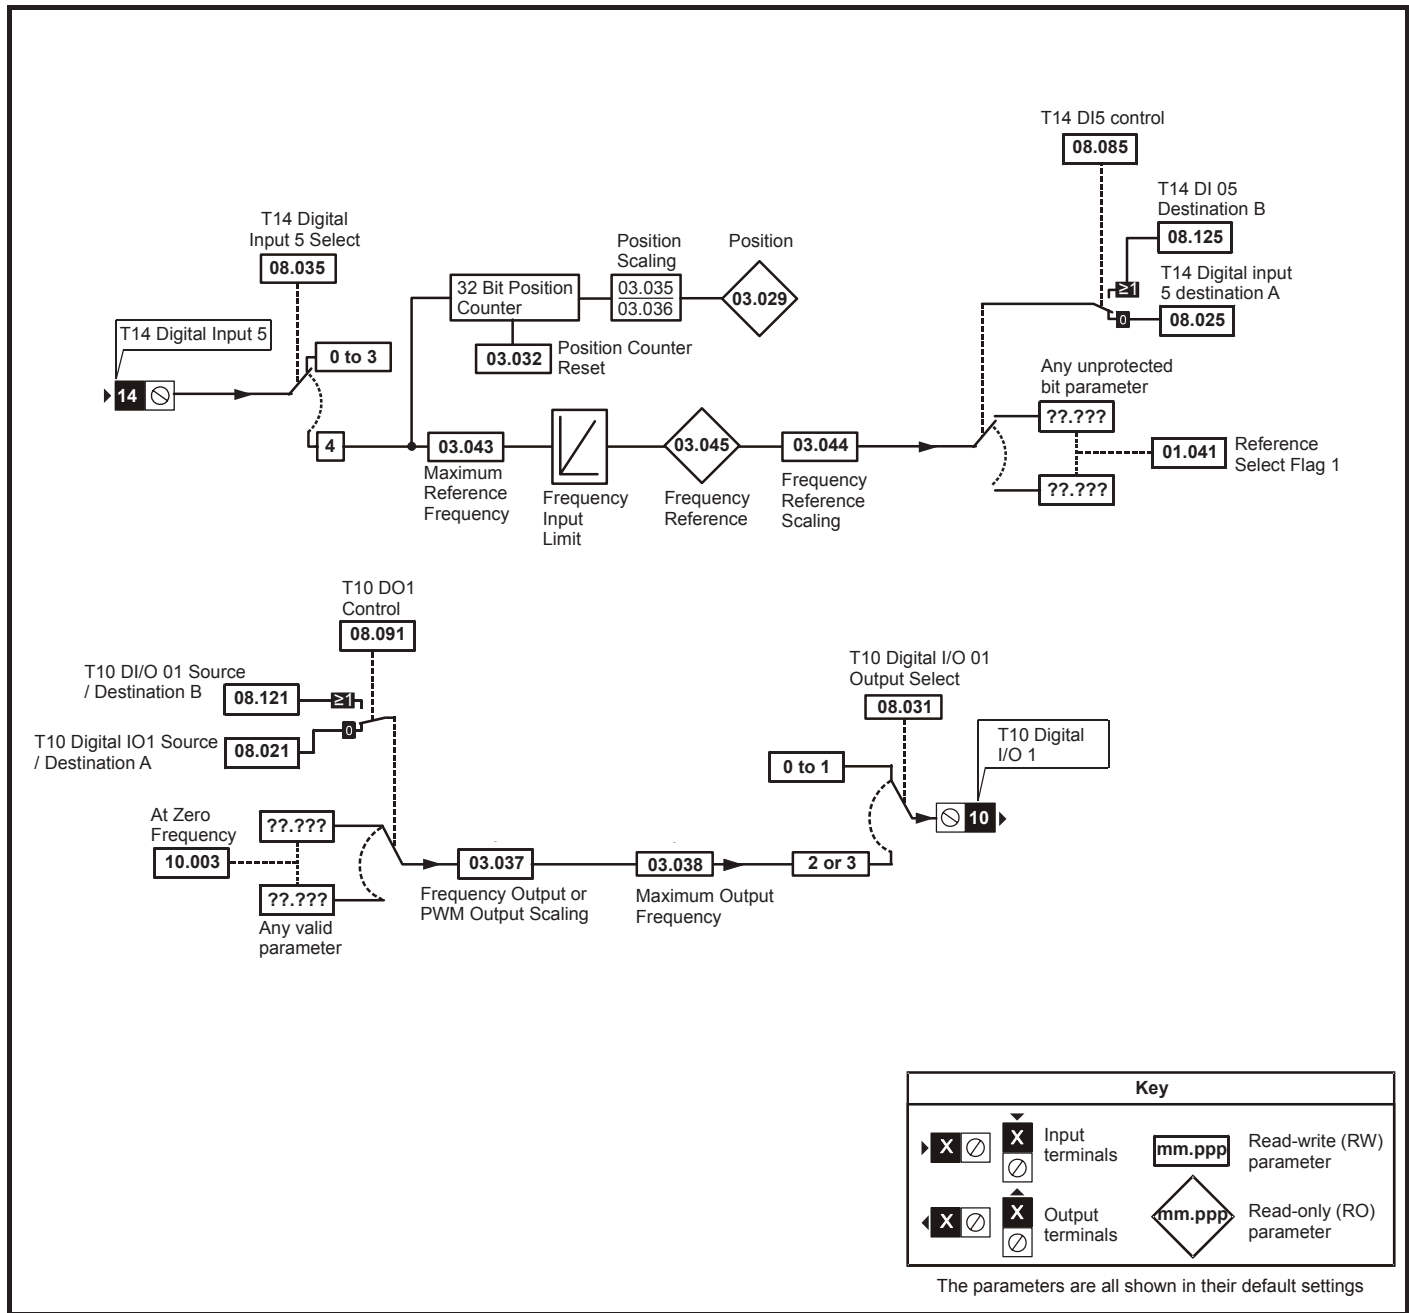 T14 DI5 control
08.085
T14 DI 05
Destination B
08.125
≥1
T14 Digital input
5 destination A
0
08.025
T14 Digital
Input 5 Select
08.035
T14 Digital Input 5
14
0 to 3
4
32 Bit Position
Counter
Position
Scaling
03.035
03.036
Position
03.029
03.032
Position Counter
Reset
03.043
Maximum
Reference
Frequency
Frequency
Input
Limit
03.045
Frequency
Reference
03.044
Frequency
Reference
Scaling
Any unprotected
bit parameter
??.???
??.???
01.041
Reference
Select Flag 1
T10 DO1
Control
08.091
T10 DI/O 01 Source
/ Destination B
08.121
≥1
T10 Digital IO1 Source
/ Destination A
08.021
0
At Zero
Frequency
10.003
??.???
??.???
Any valid
parameter
03.037
Frequency Output or
PWM Output Scaling
03.038
Maximum Output
Frequency
2 or 3
0 to 1
T10 Digital I/O 01
Output Select
08.031
T10 Digital
I/O 1
10
Key
X
X
Input
terminals
mm.ppp
Read-write (RW)
parameter
X
X
Output
terminals
mm.ppp
Read-only (RO)
parameter
The parameters are all shown in their default settings